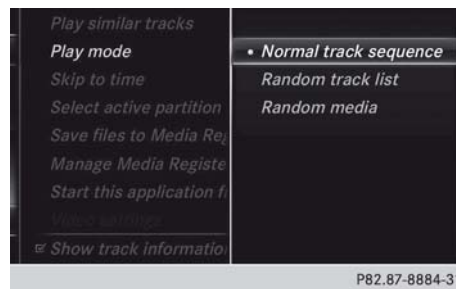 Play similar tracks
Play mode
Skip to time
Select active partition
Save files to Media Reg
Manage Media Registe
Start this application f
Video settings
Show track informatio
• Normal track sequence
Random track list
Random media
P82.87-8884-31